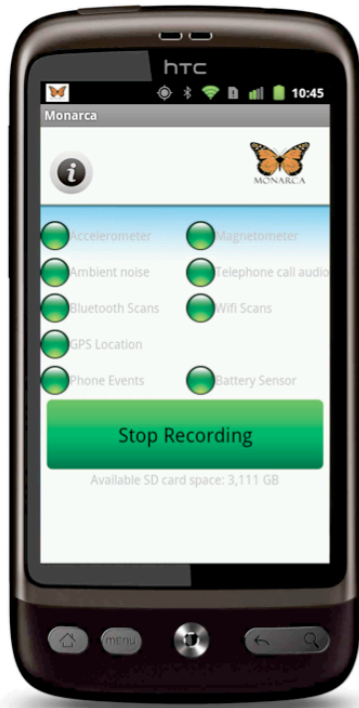 hTC
10:45
Monarca
i
MONARCA
Accelerometer Magnetometer
Ambient noise Telephone call audio
Bluetooth Scans Wifi Scans
GPS Location
Phone Events Battery Sensor
Stop Recording
Available SD card space: 3,111 GB
menu